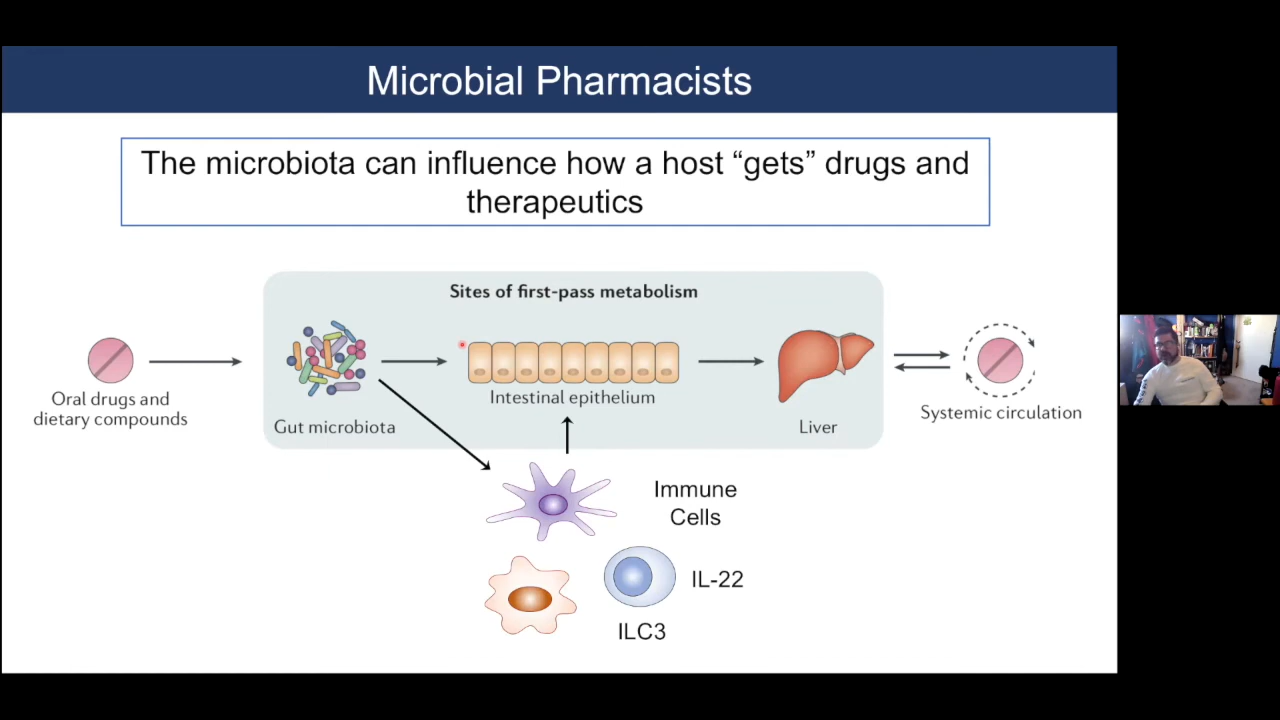 Microbial Pharmacists
The microbiota can influence how a host “gets” drugs and
therapeutics
Sites of first-pass metabolism
Oral drugs and
dietary compounds
Gut microbiota
Intestinal epithelium
Liver
Systemic circulation
Immune
Cells
IL-22
ILC3